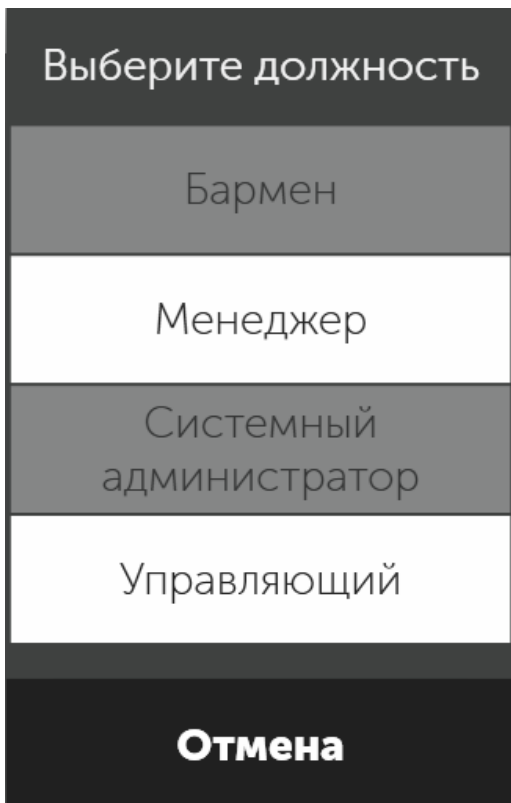 Выберите должность
Бармен
Менеджер
Системный
администратор
Управляющий
Отмена